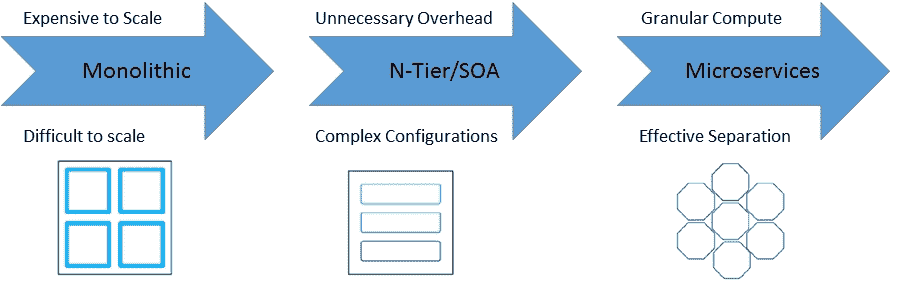 Expensive to Scale
Unnecessary Overhead
Granular Compute
Monolithic
N-Tier/SOA
Microservices
Difficult to scale
Complex Configurations
Effective Separation